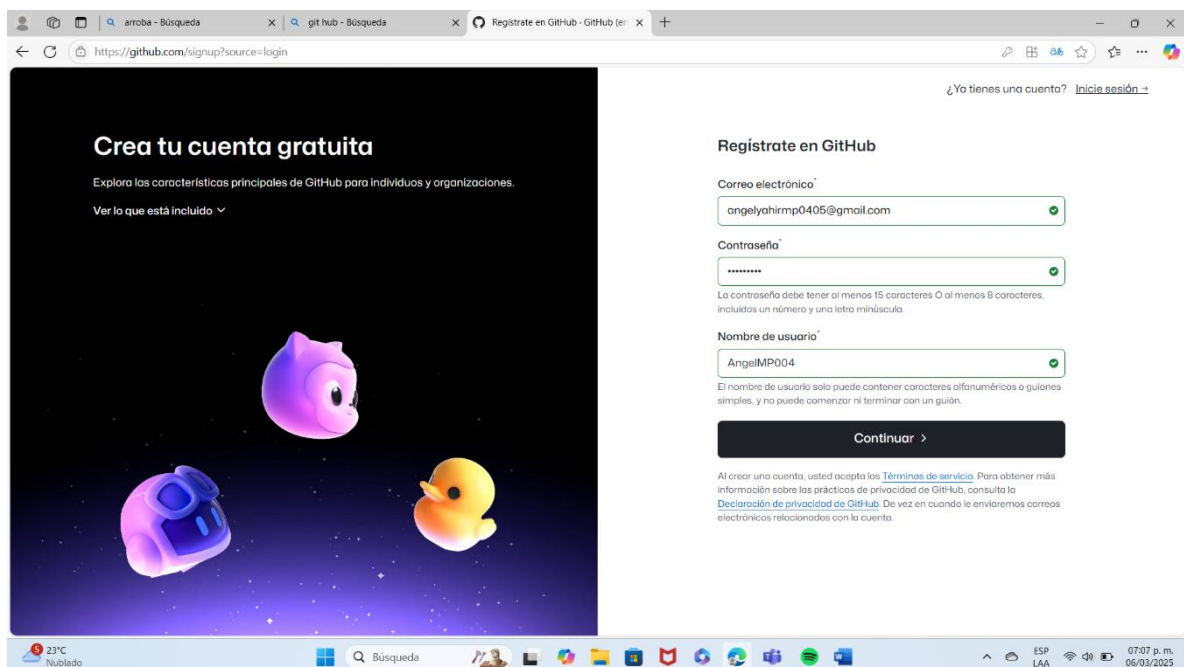 arroba - Búsqueda
git hub - Búsqueda
Regístrate en GitHub · GitHub (en
https://github.com/signup?source=login
¿Ya tienes una cuenta? Inicie sesión →
Crea tu cuenta gratuita
Explora las características principales de GitHub para individuos y organizaciones.
Ver lo que está incluido
Regístrate en GitHub
Correo electrónico*
angelyahirmp0405@gmail.com
Contraseña*
•••••••••
La contraseña debe tener al menos 15 caracteres O al menos 8 caracteres,
incluidos un número y una letra minúscula.
Nombre de usuario*
AngelMP004
El nombre de usuario solo puede contener caracteres alfanuméricos o guiones
simples, y no puede comenzar ni terminar con un guión.
Continuar >
Al crear una cuenta, usted acepta los Términos de servicio. Para obtener más
información sobre las prácticas de privacidad de GitHub, consulta la
Declaración de privacidad de GitHub. De vez en cuando le enviaremos correos
electrónicos relacionados con la cuenta.
5
23°C
Nublado
Búsqueda
ESP
LAA
07:07 p. m.
06/03/2025